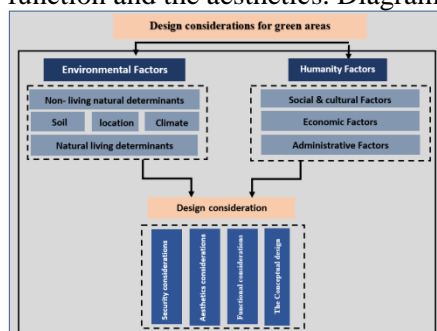 function and the aesthetics. Diagram
Design considerations for green areas
Environmental Factors
Humanity Factors
Non- living natural determinants
Soil
location
Climate
Natural living determinants
Social & cultural Factors
Economic Factors
Administrative Factors
Design consideration
Security considerations
Aesthetics considerations
Functional considerations
The Conceptual design